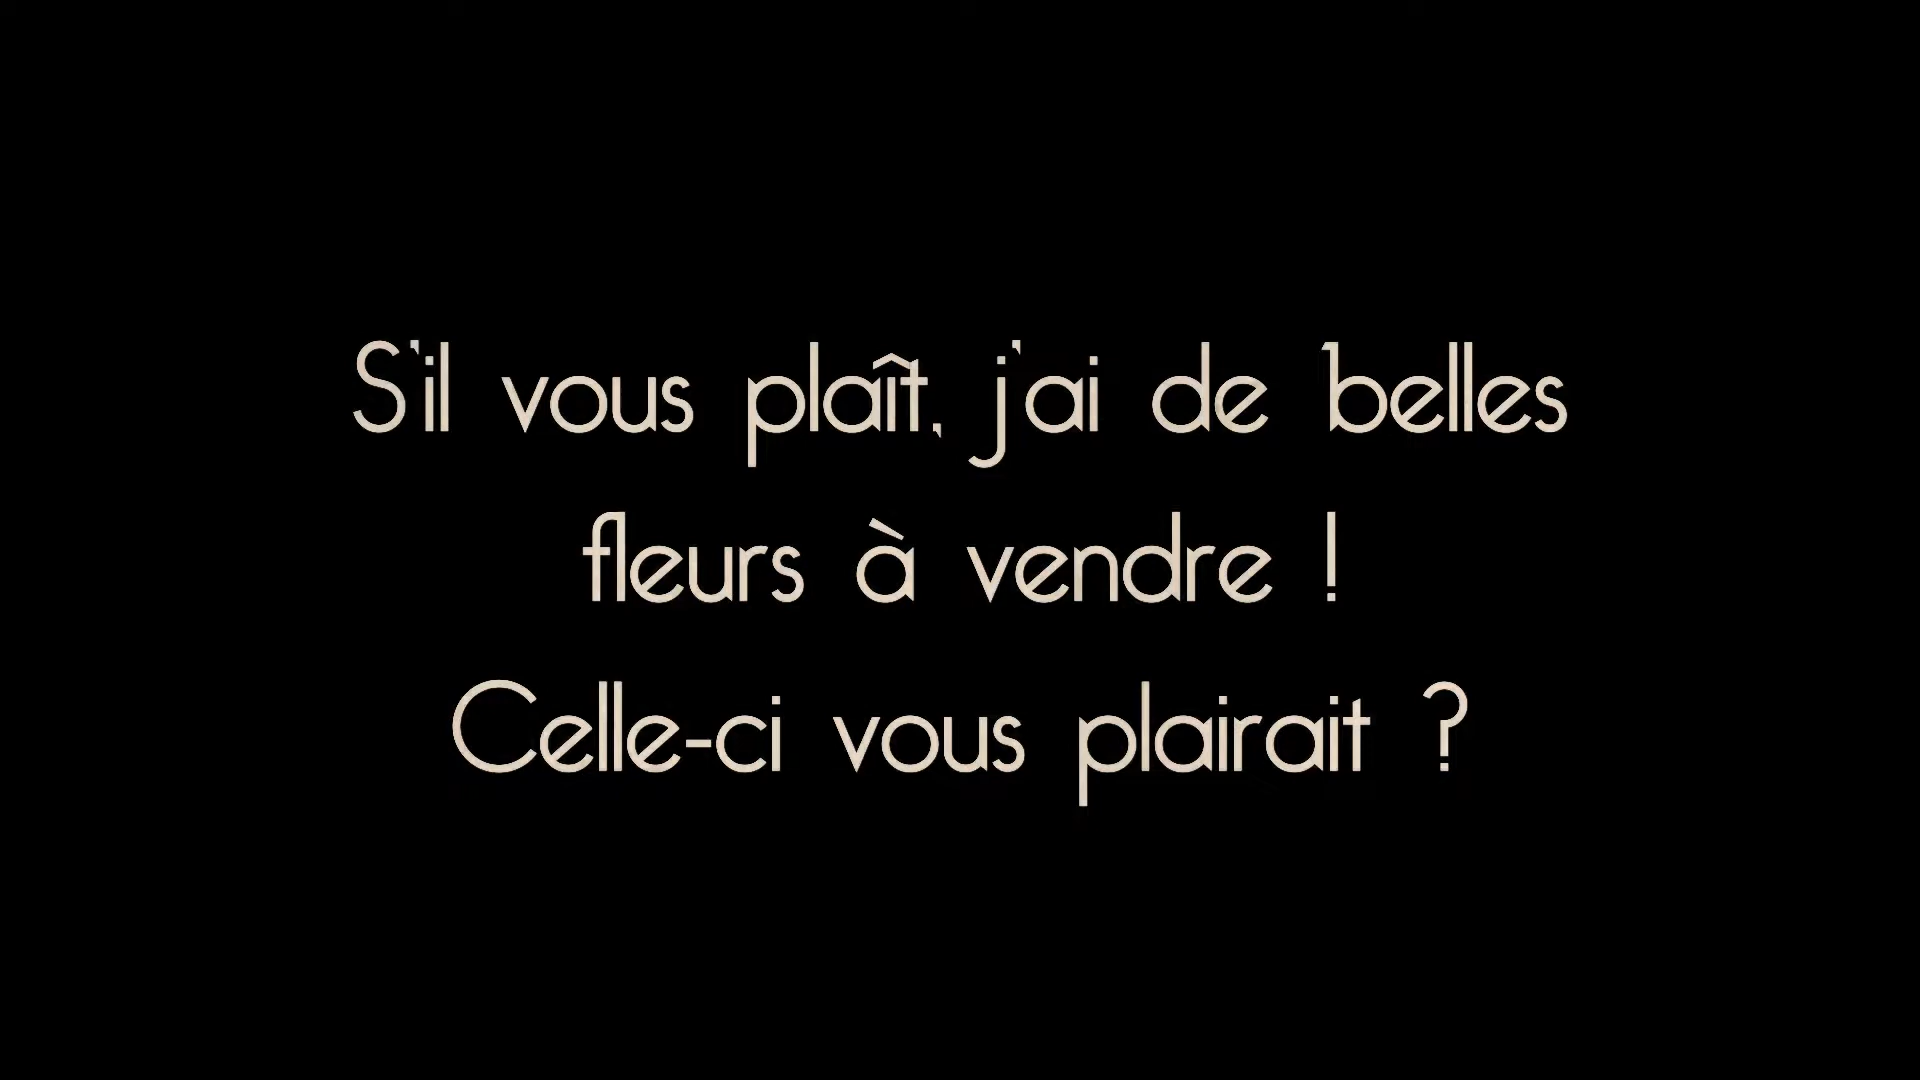 S'il vous plaît, j'ai de belles
fleurs à vendre !
Celle-ci vous plairait ?